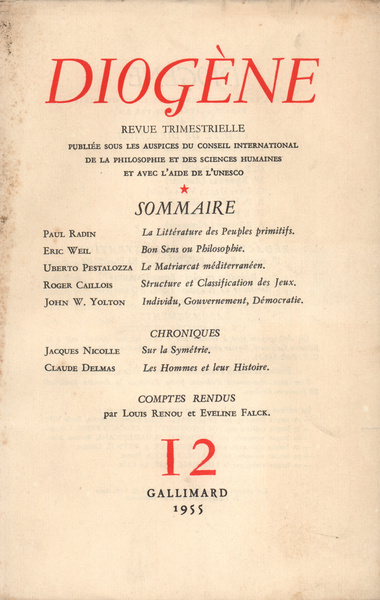 DIOGÈNE
REVUE TRIMESTRIELLE
PUBLIÉE SOUS LES AUSPICES DU CONSEIL INTERNATIONAL
DE LA PHILOSOPHIE ET DES SCIENCES HUMAINES
ET AVEC L'AIDE DE L'UNESCO
★
SOMMAIRE
PAUL RADIN La Littérature des Peuples primitifs.
ERIC WEIL Bon Sens ou Philosophie.
UBERTO PESTALOZZA Le Matriarcat méditerranéen.
ROGER CAILLOIS Structure et Classification des Jeux.
JOHN W. YOLTON Individu, Gouvernement, Démocratie.
CHRONIQUES
JACQUES NICOLLE Sur la Symétrie.
CLAUDE DELMAS Les Hommes et leur Histoire.
COMPTES RENDUS
par LOUIS RENOU et EVELINE FALCK.
12
GALLIMARD
1955